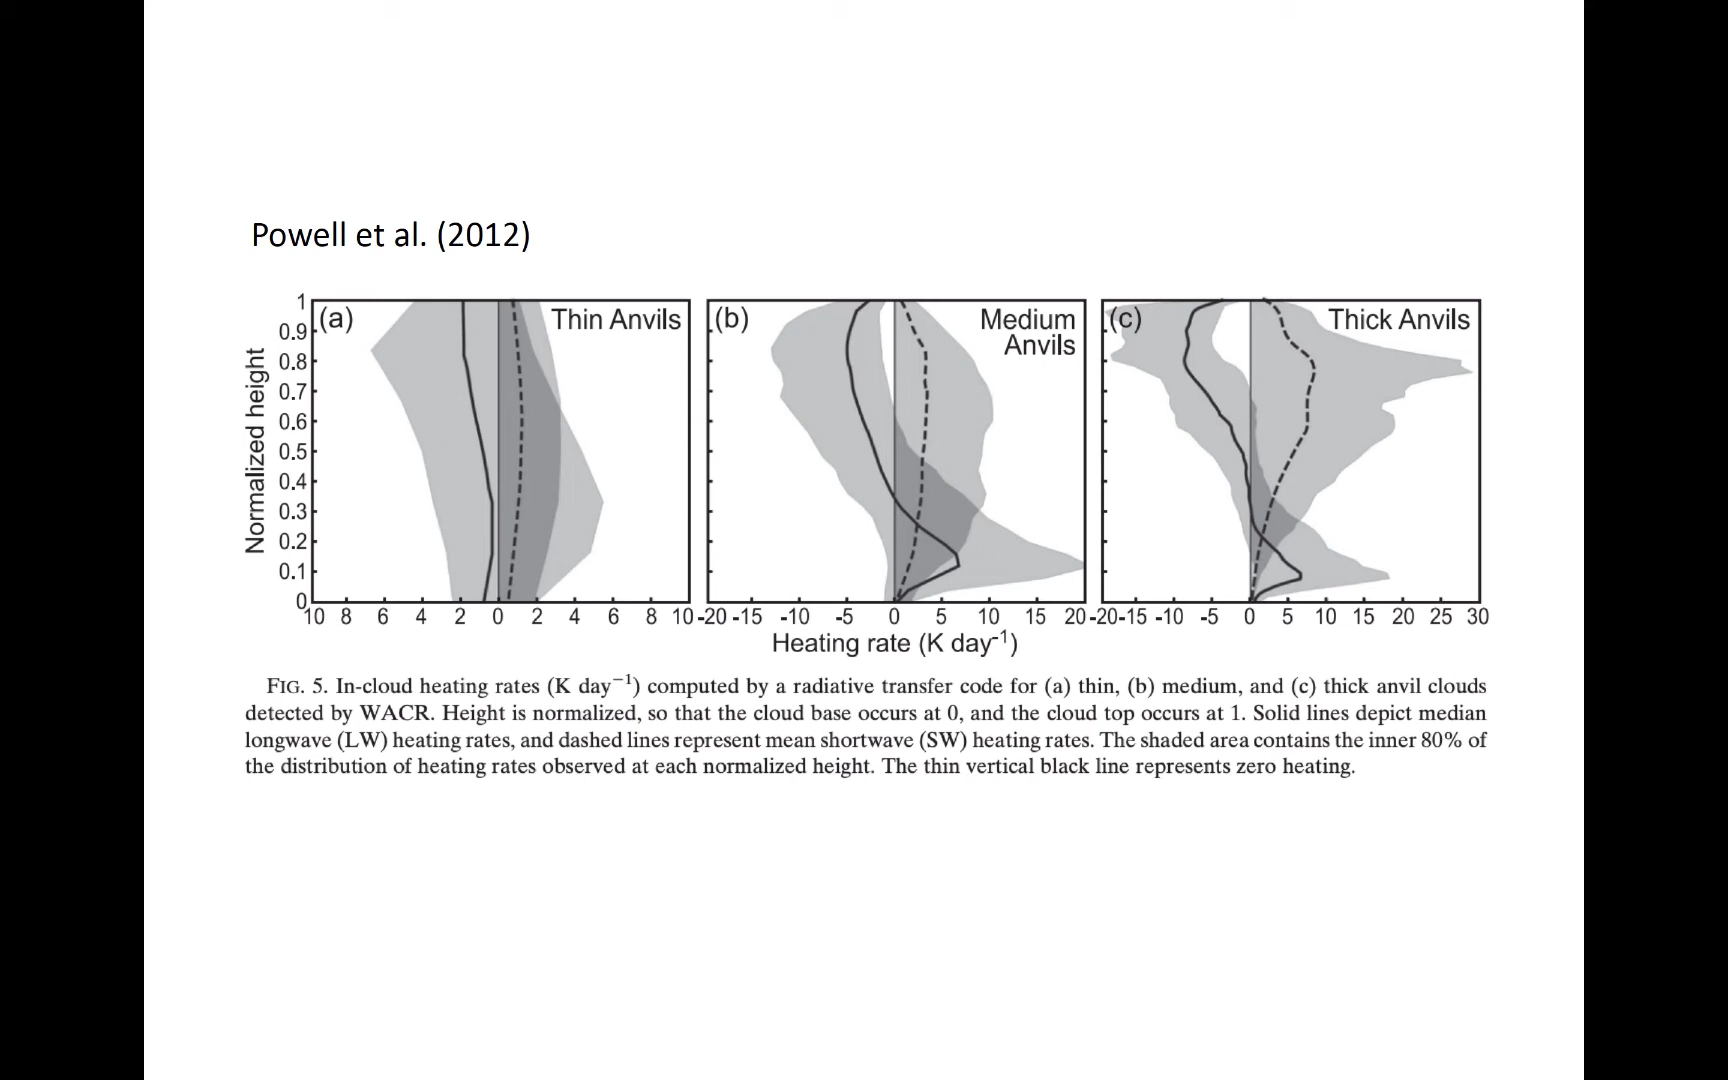 Powell et al. (2012)
(a) Thin Anvils
(b) Medium
Anvils
(c) Thick Anvils
Normalized height
1
0.9
0.8
0.7
0.6
0.5
0.4
0.3
0.2
0.1
0
10 8 6 4 2 0 2 4 6 8 10
-20 -15 -10 -5 0 5 10 15 20
-20 -15 -10 -5 0 5 10 15 20 25 30
Heating rate (K day⁻¹)
FIG. 5. In-cloud heating rates (K day⁻¹) computed by a radiative transfer code for (a) thin, (b) medium, and (c) thick anvil clouds
detected by WACR. Height is normalized, so that the cloud base occurs at 0, and the cloud top occurs at 1. Solid lines depict median
longwave (LW) heating rates, and dashed lines represent mean shortwave (SW) heating rates. The shaded area contains the inner 80% of
the distribution of heating rates observed at each normalized height. The thin vertical black line represents zero heating.